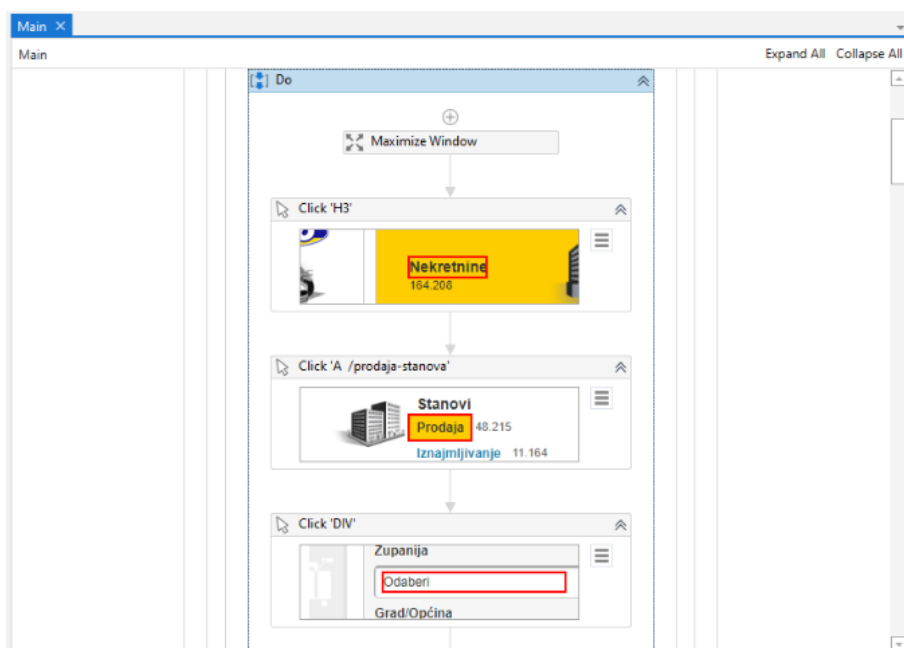 Main
Main Expand All Collapse All
Do
Maximize Window
Click 'H3'
Nekretnine
164.208
Click 'A /prodaja-stanova'
Stanovi
Prodaja 48.215
Iznajmljivanje 11.164
Click 'DIV'
Zupanija
Odaberi
Grad/Općina